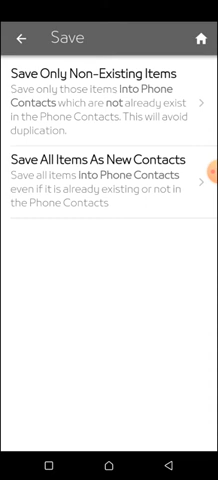 Save
Save Only Non-Existing Items
Save only those items Into Phone
Contacts which are not already exist
in the Phone Contacts. This will avoid
duplication.
Save All Items As New Contacts
Save all items Into Phone Contacts
even if it is already existing or not in
the Phone Contacts